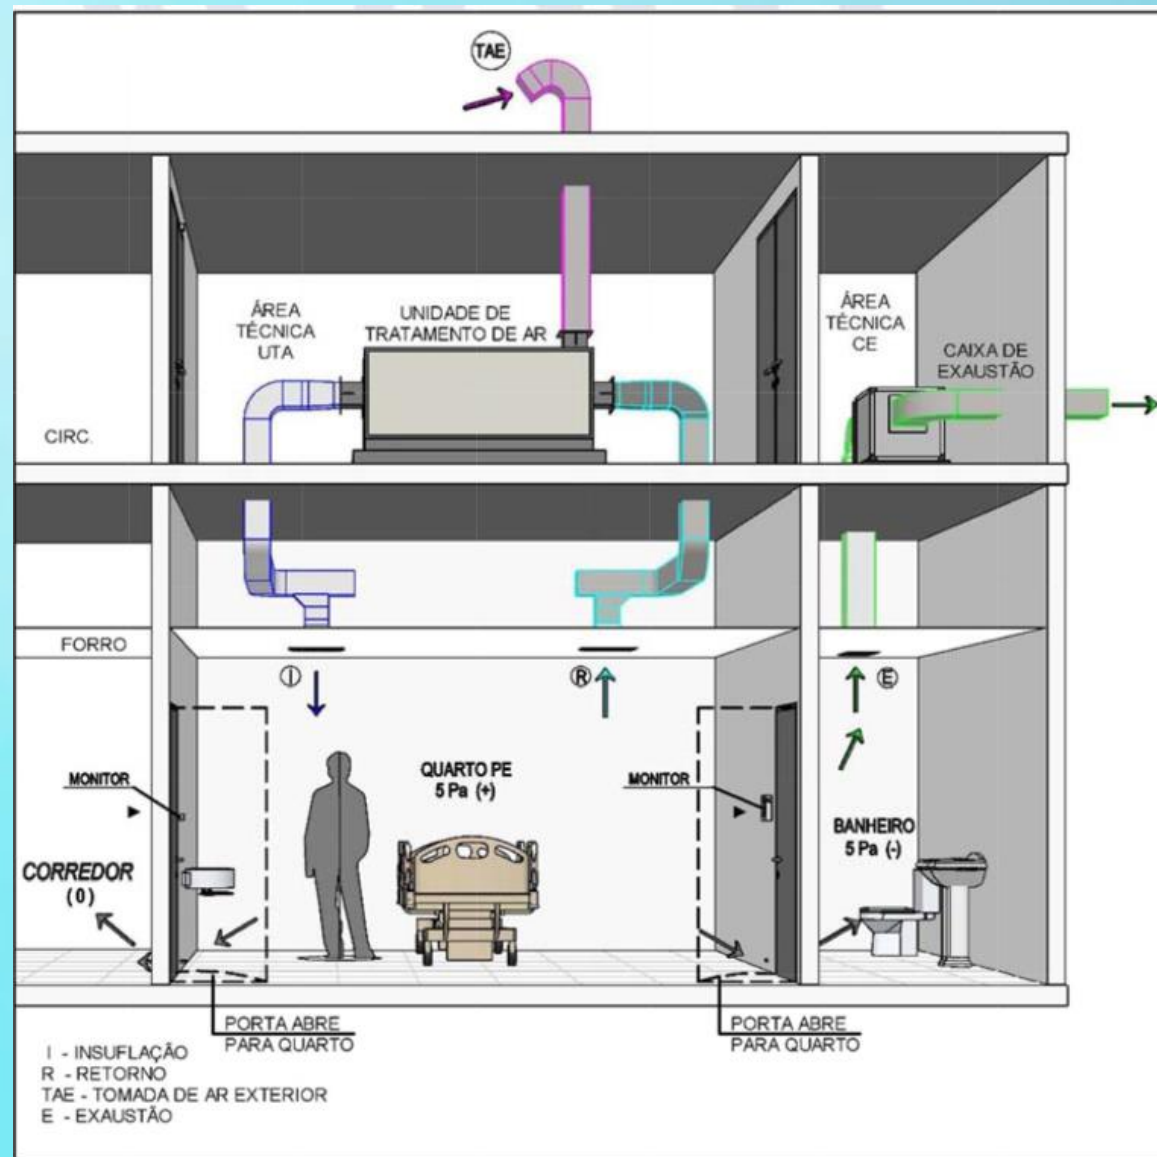 TAE
ÁREA
TÉCNICA
UTA
UNIDADE DE
TRATAMENTO DE AR
ÁREA
TÉCNICA
CE
CAIXA DE
EXAUSTÃO
CIRC.
FORRO
I
R
E
MONITOR
QUARTO PE
5 Pa (+)
MONITOR
BANHEIRO
5 Pa (-)
CORREDOR
(0)
PORTA ABRE
PARA QUARTO
PORTA ABRE
PARA QUARTO
I - INSUFLAÇÃO
R - RETORNO
TAE - TOMADA DE AR EXTERIOR
E - EXAUSTÃO